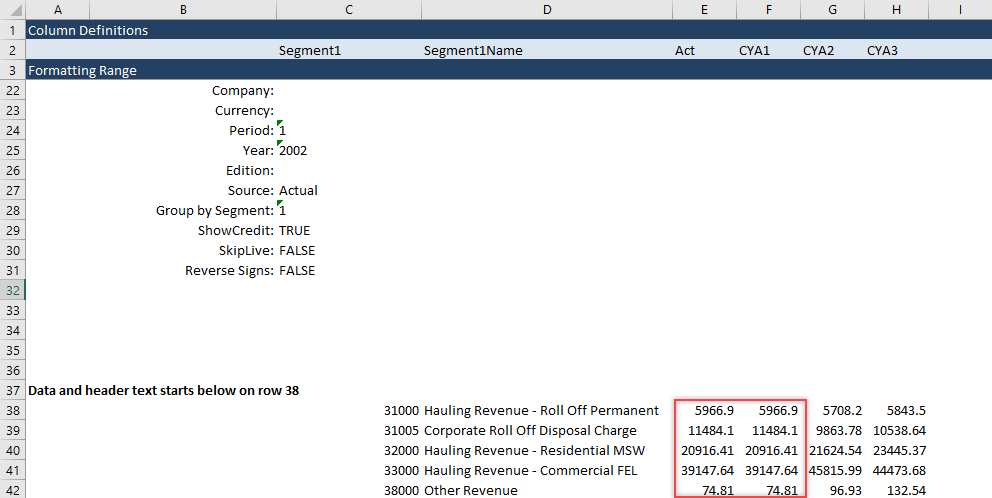 A B C D E F G H I
1 Column Definitions
2 Segment1 Segment1Name Act CYA1 CYA2 CYA3
3 Formatting Range
22 Company:
23 Currency:
24 Period: 1
25 Year: 2002
26 Edition:
27 Source: Actual
28 Group by Segment: 1
29 ShowCredit: TRUE
30 SkipLive: FALSE
31 Reverse Signs: FALSE
32
33
34
35
36
37 Data and header text starts below on row 38
38 31000 Hauling Revenue - Roll Off Permanent 5966.9 5966.9 5708.2 5843.5
39 31005 Corporate Roll Off Disposal Charge 11484.1 11484.1 9863.78 10538.64
40 32000 Hauling Revenue - Residential MSW 20916.41 20916.41 21624.54 23445.37
41 33000 Hauling Revenue - Commercial FEL 39147.64 39147.64 45815.99 44473.68
42 38000 Other Revenue 74.81 74.81 96.93 132.54